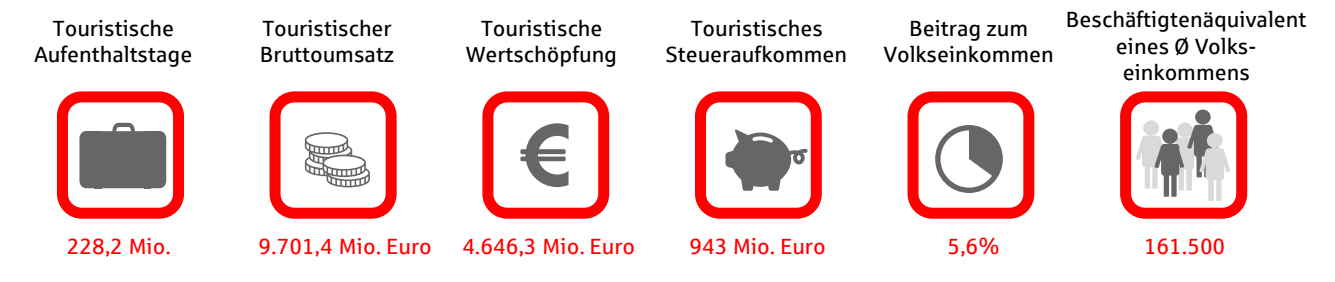 Touristische
Aufenthaltstage
228,2 Mio.
Touristischer
Bruttoumsatz
9.701,4 Mio. Euro
Touristische
Wertschöpfung
4.646,3 Mio. Euro
Touristisches
Steueraufkommen
943 Mio. Euro
Beitrag zum
Volkseinkommen
5,6%
Beschäftigtenäquivalent
eines Ø Volks-
einkommens
161.500